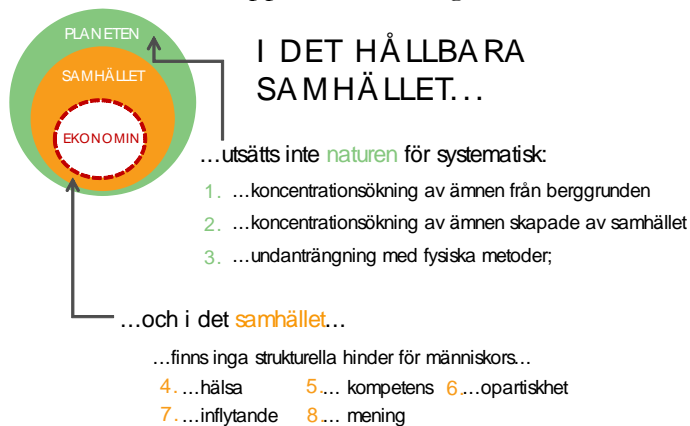 PLANETEN
SAMHÄLLET
EKONOMIN
I DET HÅLLBARA
SAMHÄLLET…
…utsätts inte naturen för systematisk:
1. …koncentrationsökning av ämnen från berggrunden
2. …koncentrationsökning av ämnen skapade av samhället
3. …undanträngning med fysiska metoder;
…och i det samhället…
…finns inga strukturella hinder för människors…
4. …hälsa 5.… kompetens 6.…opartiskhet
7. …inflytande 8.… mening